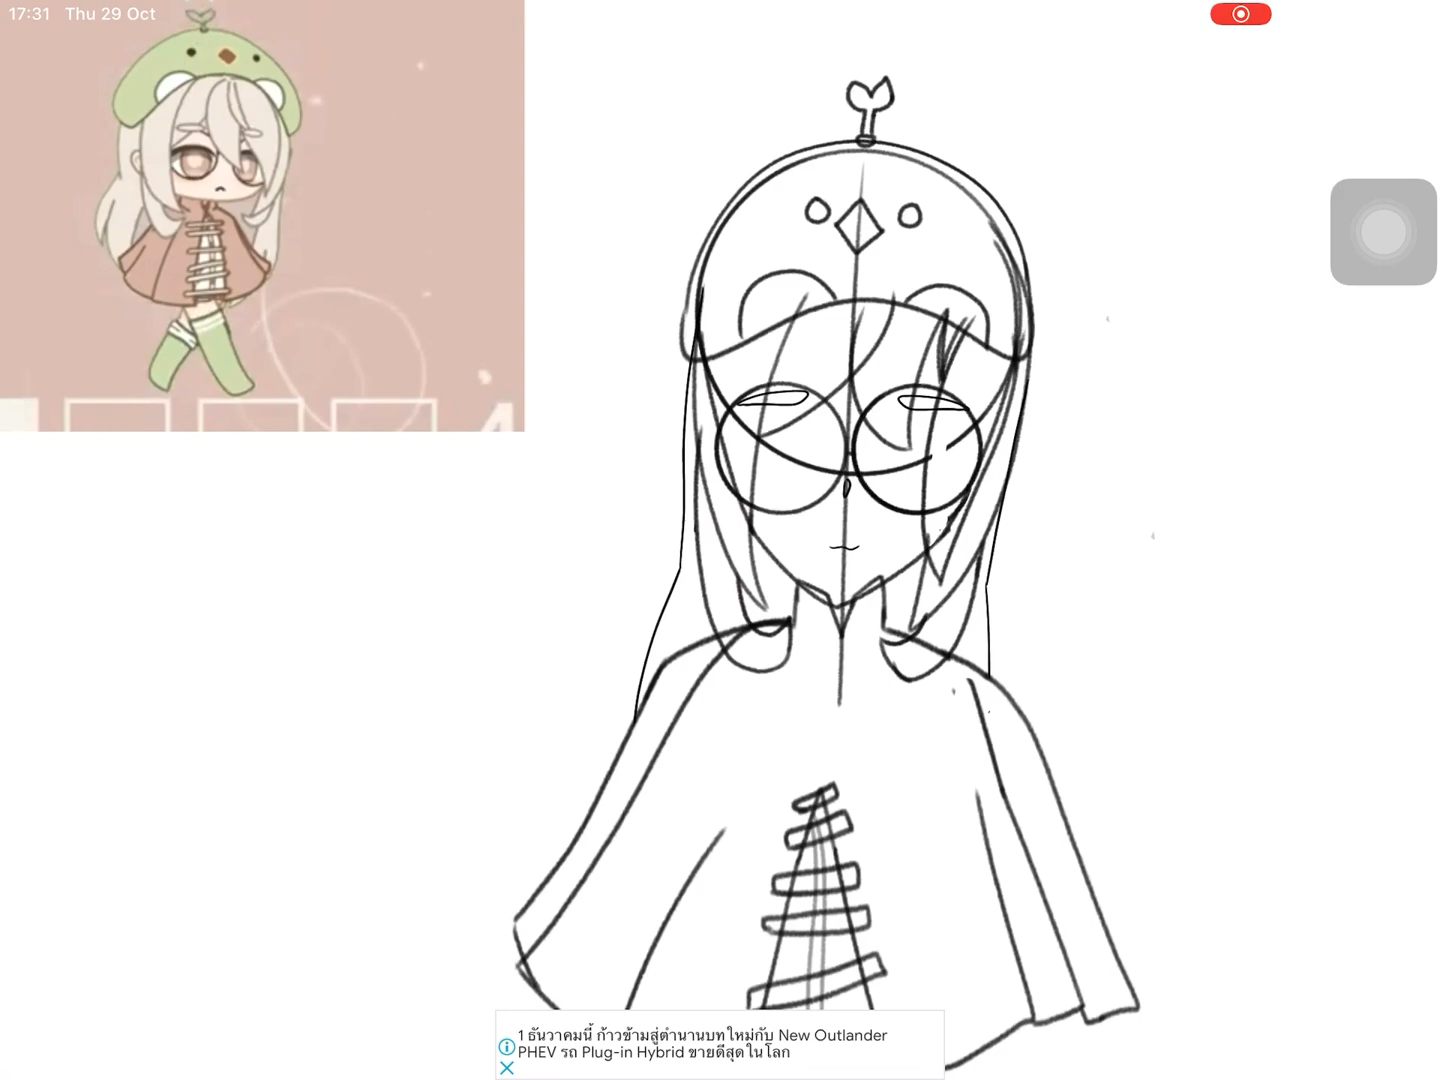 17:31 Thu 29 Oct
1 ธันวาคมนี้ ก้าวข้ามสู่ตำนานบทใหม่กับ New Outlander
PHEV รถ Plug-in Hybrid ขายดีสุดในโลก